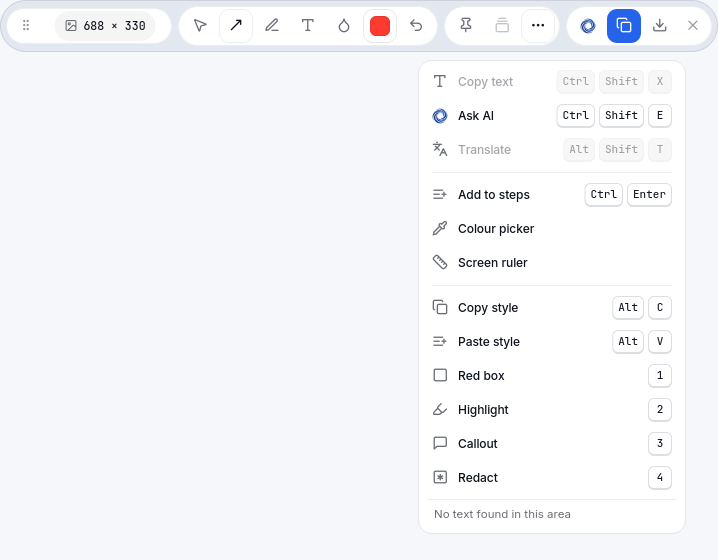 688 × 330
Copy text Ctrl Shift X
Ask AI Ctrl Shift E
Translate Alt Shift T
Add to steps Ctrl Enter
Colour picker
Screen ruler
Copy style Alt C
Paste style Alt V
Red box 1
Highlight 2
Callout 3
Redact 4
No text found in this area